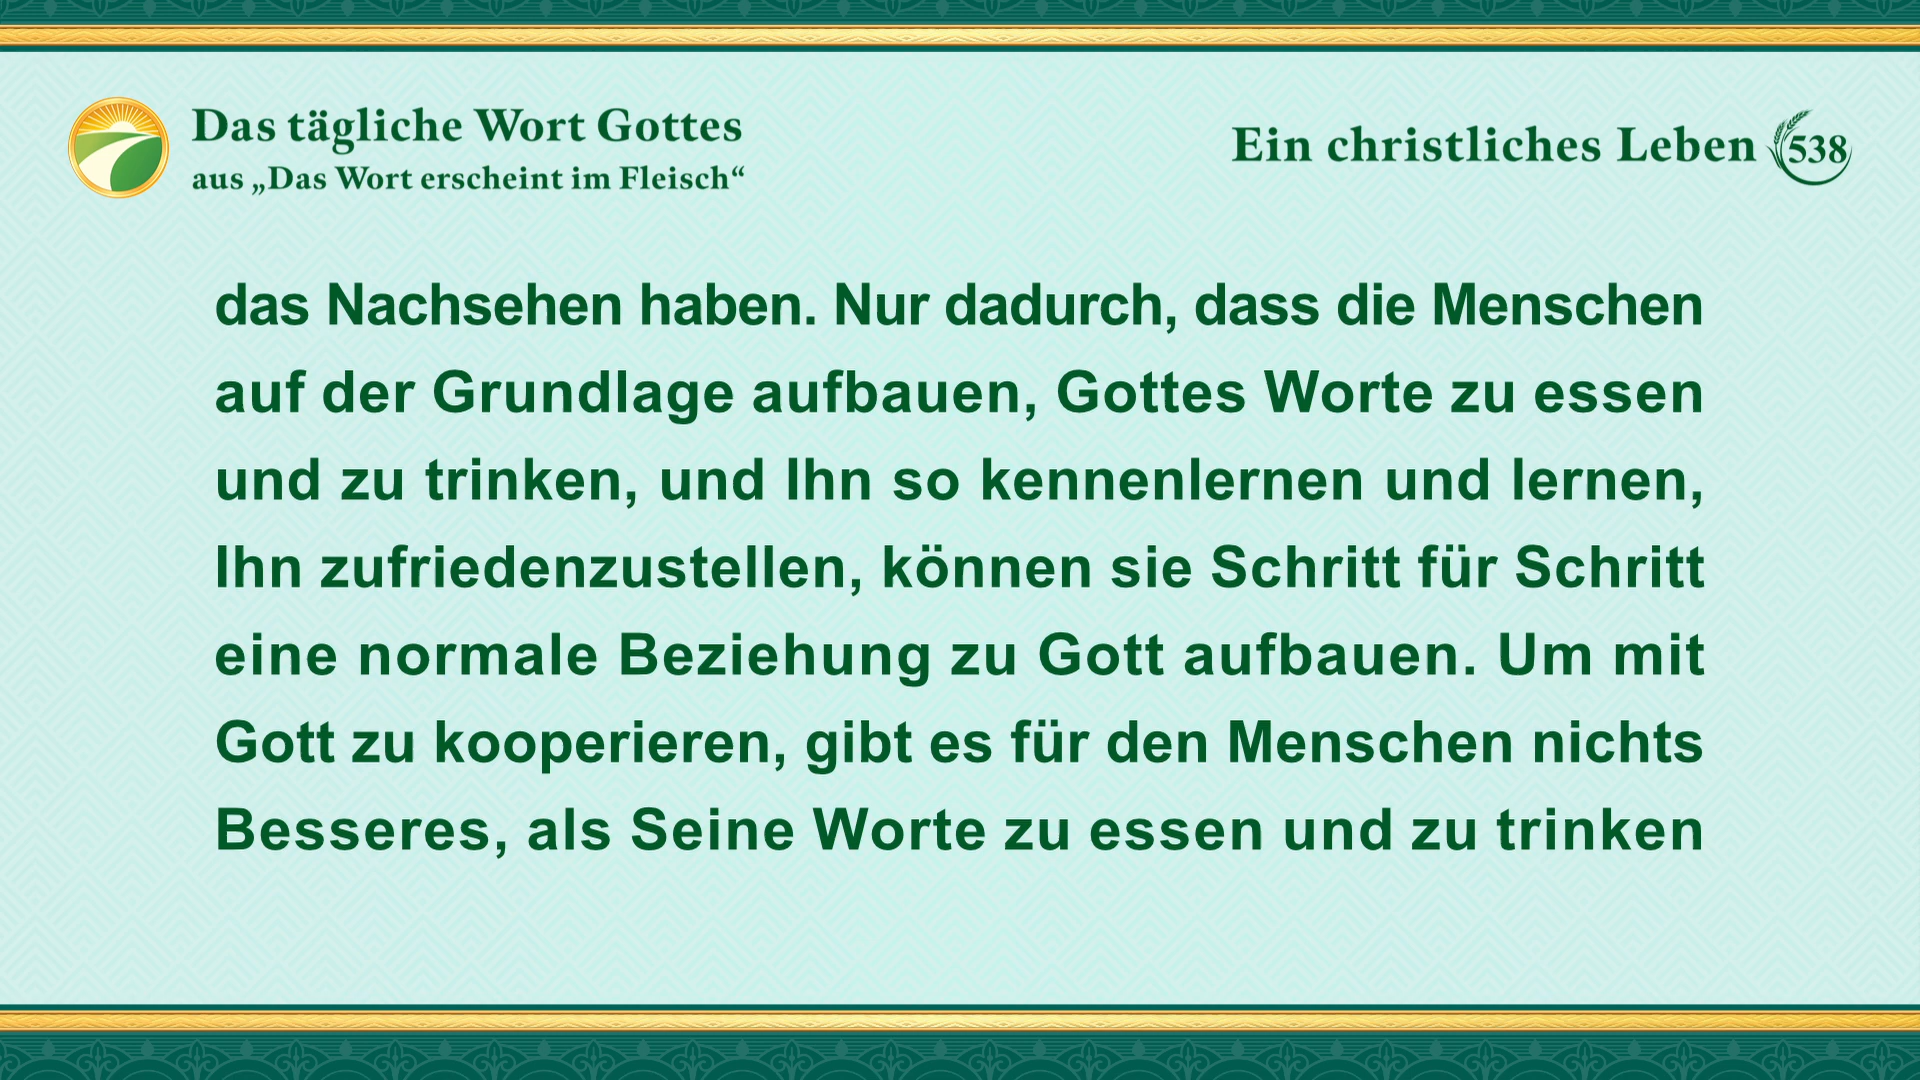 Das tägliche Wort Gottes
aus „Das Wort erscheint im Fleisch“
Ein christliches Leben 538
das Nachsehen haben. Nur dadurch, dass die Menschen
auf der Grundlage aufbauen, Gottes Worte zu essen
und zu trinken, und Ihn so kennenlernen und lernen,
Ihn zufriedenzustellen, können sie Schritt für Schritt
eine normale Beziehung zu Gott aufbauen. Um mit
Gott zu kooperieren, gibt es für den Menschen nichts
Besseres, als Seine Worte zu essen und zu trinken